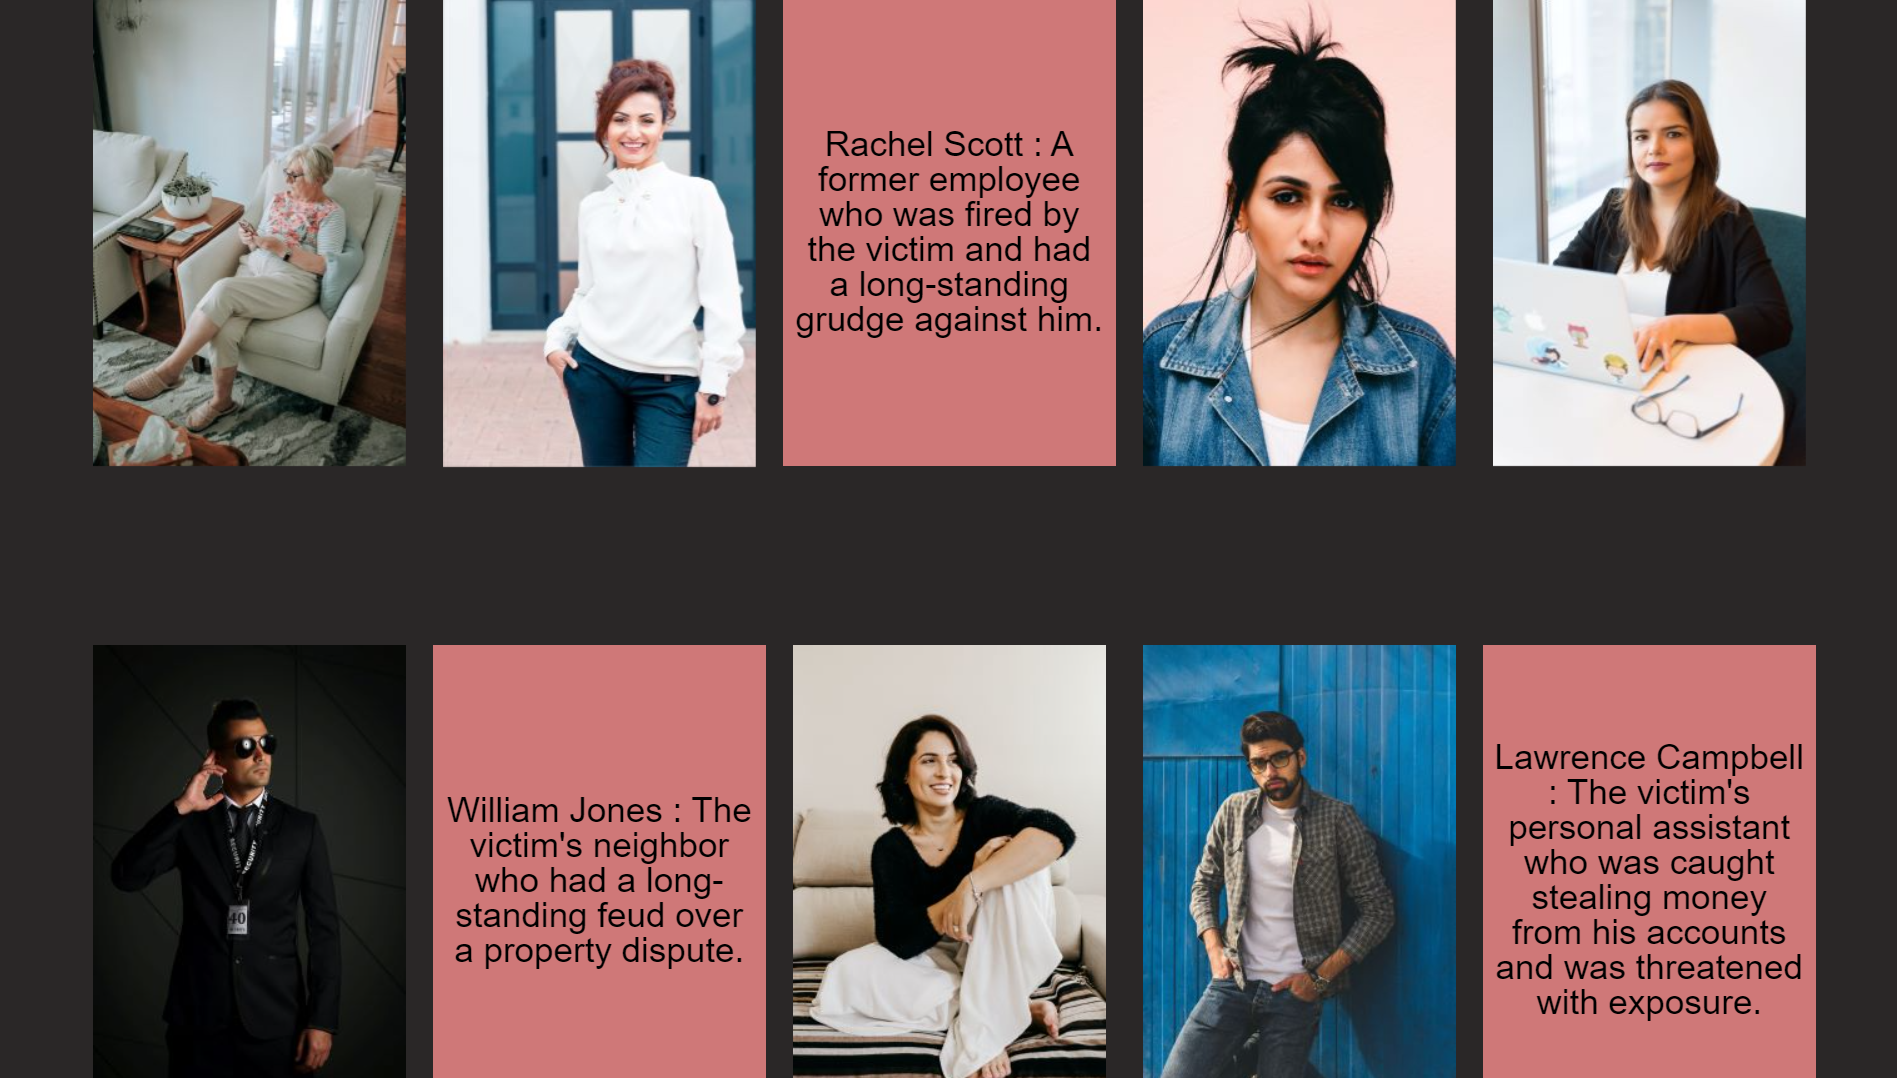 Rachel Scott : A
former employee
who was fired by
the victim and had
a long-standing
grudge against him.
SECURITY
SECURITY
40
William Jones : The
victim's neighbor
who had a long-
standing feud over
a property dispute.
Lawrence Campbell
: The victim's
personal assistant
who was caught
stealing money
from his accounts
and was threatened
with exposure.